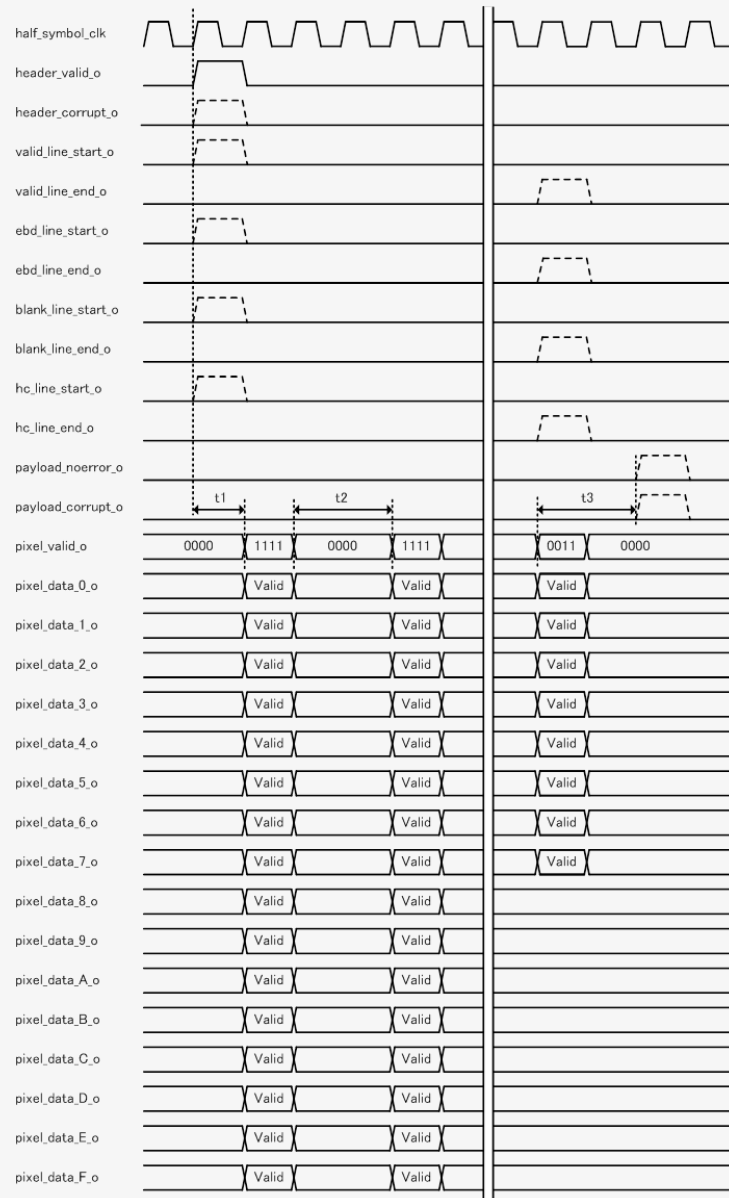 half_symbol_clk
header_valid_o
header_corrupt_o
valid_line_start_o
valid_line_end_o
ebd_line_start_o
ebd_line_end_o
blank_line_start_o
blank_line_end_o
hc_line_start_o
hc_line_end_o
payload_noerror_o
payload_corrupt_o t1 t2 t3
pixel_valid_o 0000 1111 0000 1111 0011 0000
pixel_data_0_o Valid Valid Valid
pixel_data_1_o Valid Valid Valid
pixel_data_2_o Valid Valid Valid
pixel_data_3_o Valid Valid Valid
pixel_data_4_o Valid Valid Valid
pixel_data_5_o Valid Valid Valid
pixel_data_6_o Valid Valid Valid
pixel_data_7_o Valid Valid Valid
pixel_data_8_o Valid Valid
pixel_data_9_o Valid Valid
pixel_data_A_o Valid Valid
pixel_data_B_o Valid Valid
pixel_data_C_o Valid Valid
pixel_data_D_o Valid Valid
pixel_data_E_o Valid Valid
pixel_data_F_o Valid Valid